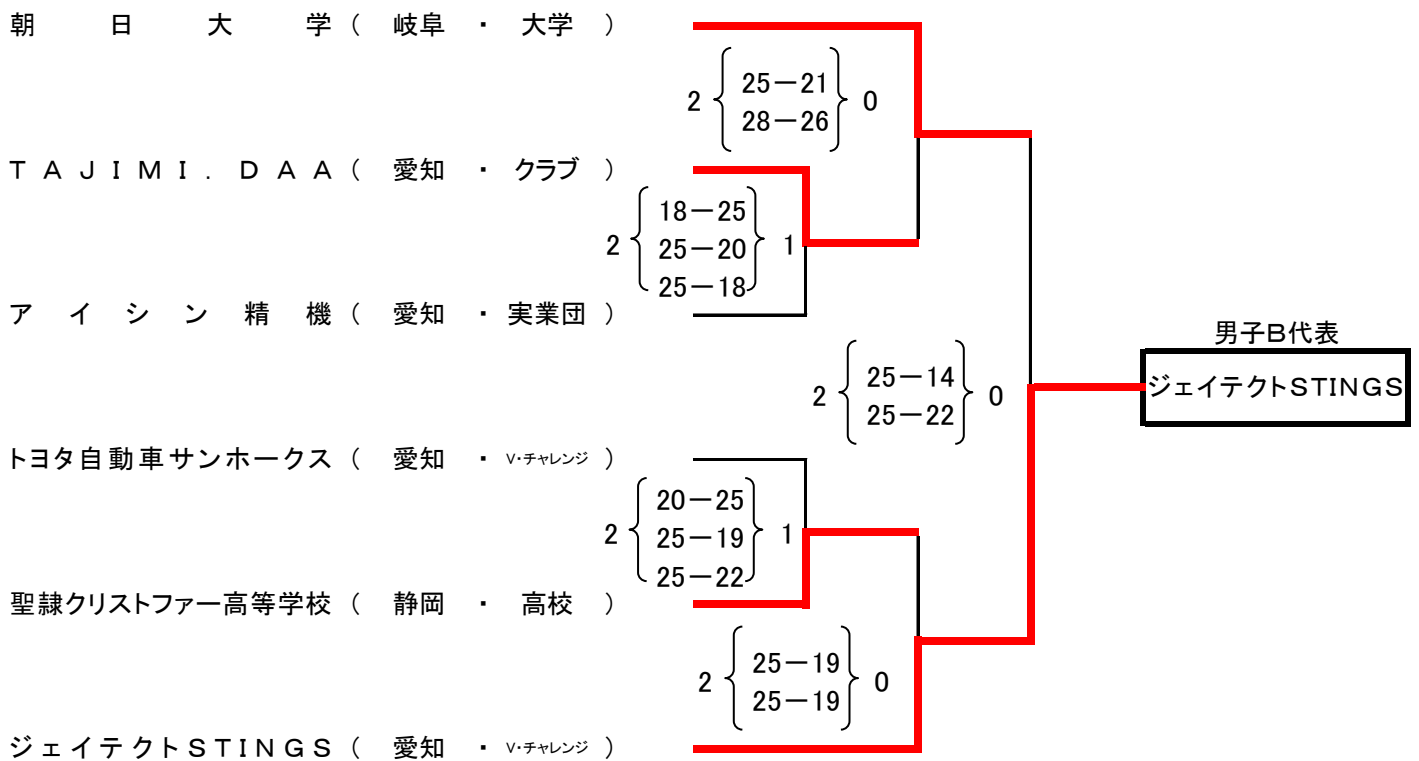 朝日大学（ 岐阜 ・ 大学 ）
2 25－21 0
28－26
ＴＡＪＩＭＩ．ＤＡＡ（ 愛知 ・ クラブ ）
18－25
2 25－20 1
25－18
アイシン精機（ 愛知 ・ 実業団 ）
男子Ｂ代表
ジェイテクトＳＴＩＮＧＳ
25－14
2 0
25－22
トヨタ自動車サンホークス（ 愛知 ・ Ｖ・チャレンジ ）
20－25
2 25－19 1
25－22
聖隷クリストファー高等学校（ 静岡 ・ 高校 ）
25－19
2 0
25－19
ジェイテクトＳＴＩＮＧＳ（ 愛知 ・ Ｖ・チャレンジ ）